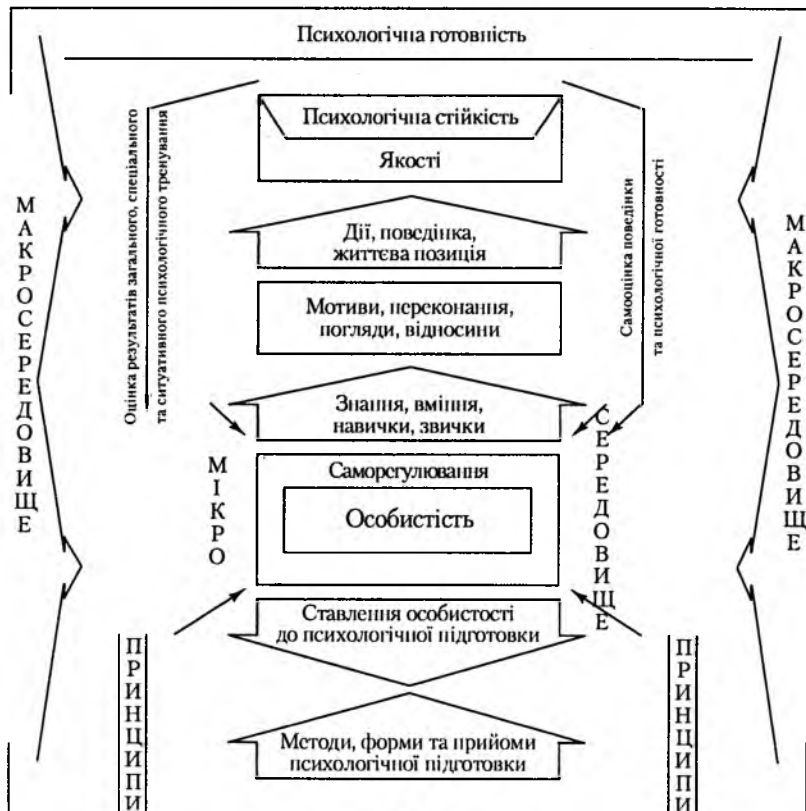 Психологічна готовність
Психологічна стійкість
Якості
Дії, поведінка,
життєва позиція
Мотиви, переконання,
погляди, відносини
Знання, вміння,
навички, звички
Саморегулювання
Особистість
Ставлення особистості
до психологічної підготовки
Методи, форми та прийоми
психологічної підготовки
МАКРОСЕРЕДОВИЩЕ
Оцінка результатів загального, спеціального
та ситуативного психологічного тренування
МІКРО
СЕРЕДОВИЩЕ
Самооцінка поведінки
та психологічної готовності
МАКРОСЕРЕДОВИЩЕ
ПРИНЦИПИ
ПРИНЦИПИ